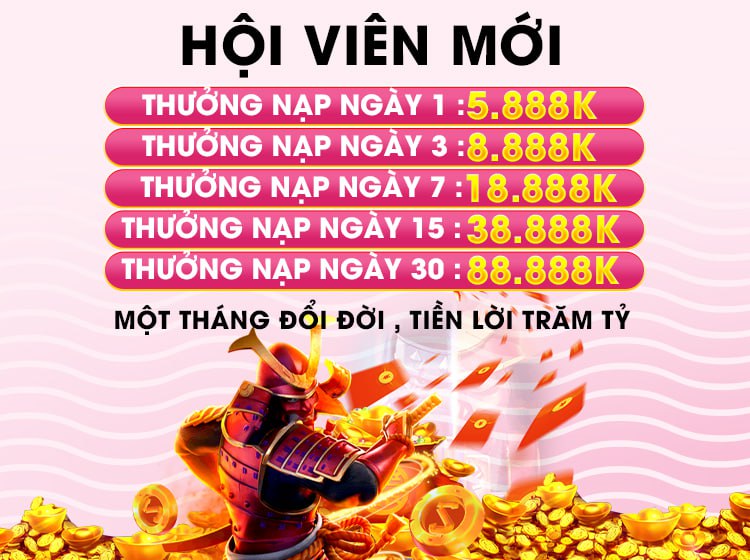 HỘI VIÊN MỚI
THƯỞNG NẠP NGÀY 1 : 5.888K
THƯỞNG NẠP NGÀY 3 : 8.888K
THƯỞNG NẠP NGÀY 7 : 18.888K
THƯỞNG NẠP NGÀY 15 : 38.888K
THƯỞNG NẠP NGÀY 30 : 88.888K
MỘT THÁNG ĐỔI ĐỜI , TIỀN LỜI TRĂM TỶ